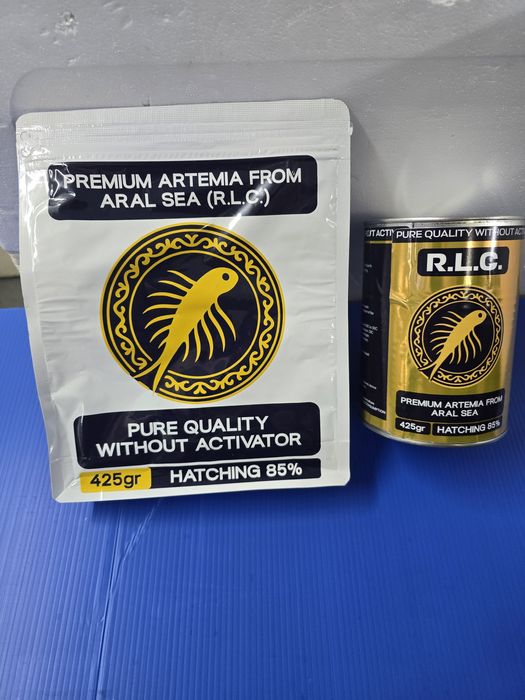 PREMIUM ARTEMIA FROM
ARAL SEA (R.L.C.)
PURE QUALITY
WITHOUT ACTIVATOR
425gr HATCHING 85%
PURE QUALITY WITHOUT
R.L.C.
PREMIUM ARTEMIA FROM
ARAL SEA
425gr HATCHING 85%